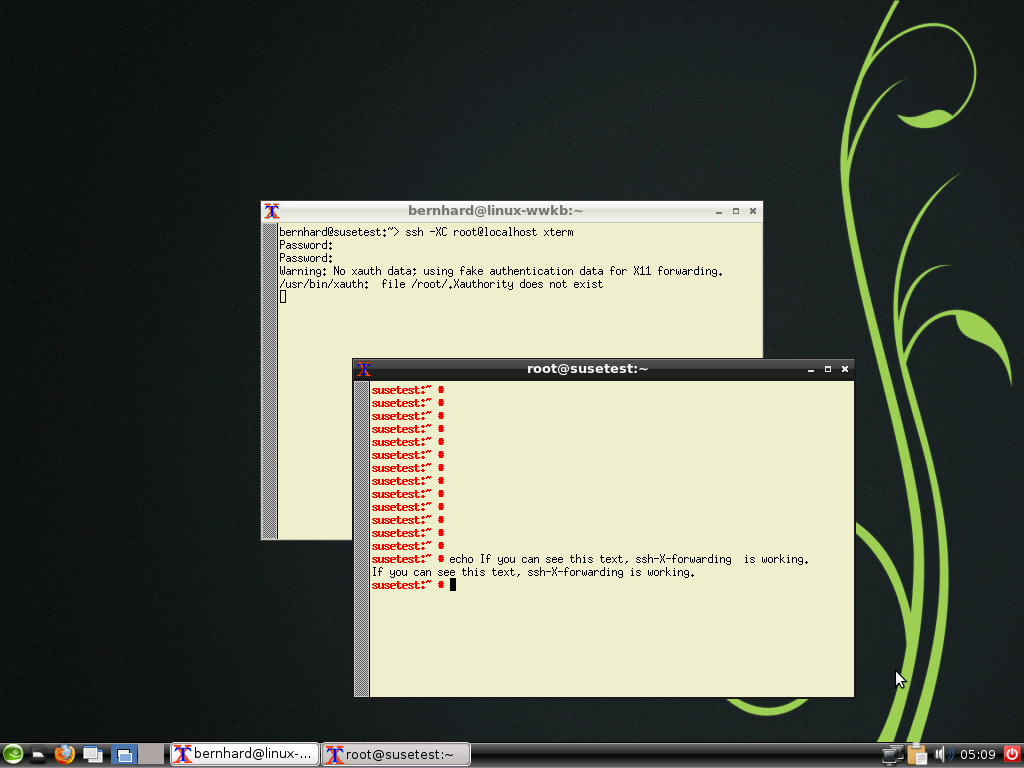 bernhard@linux-wwkb:~
bernhard@susetest:~> ssh -XC root@localhost xterm
Password:
Password:
Warning: No xauth data; using fake authentication data for X11 forwarding.
/usr/bin/xauth:  file /root/.Xauthority does not exist
root@susetest:~
susetest:~ #
susetest:~ #
susetest:~ #
susetest:~ #
susetest:~ #
susetest:~ #
susetest:~ #
susetest:~ #
susetest:~ #
susetest:~ #
susetest:~ #
susetest:~ #
susetest:~ #
susetest:~ # echo If you can see this text, ssh-X-forwarding  is working.
If you can see this text, ssh-X-forwarding is working.
susetest:~ #
bernhard@linux-...
root@susetest:~
05:09